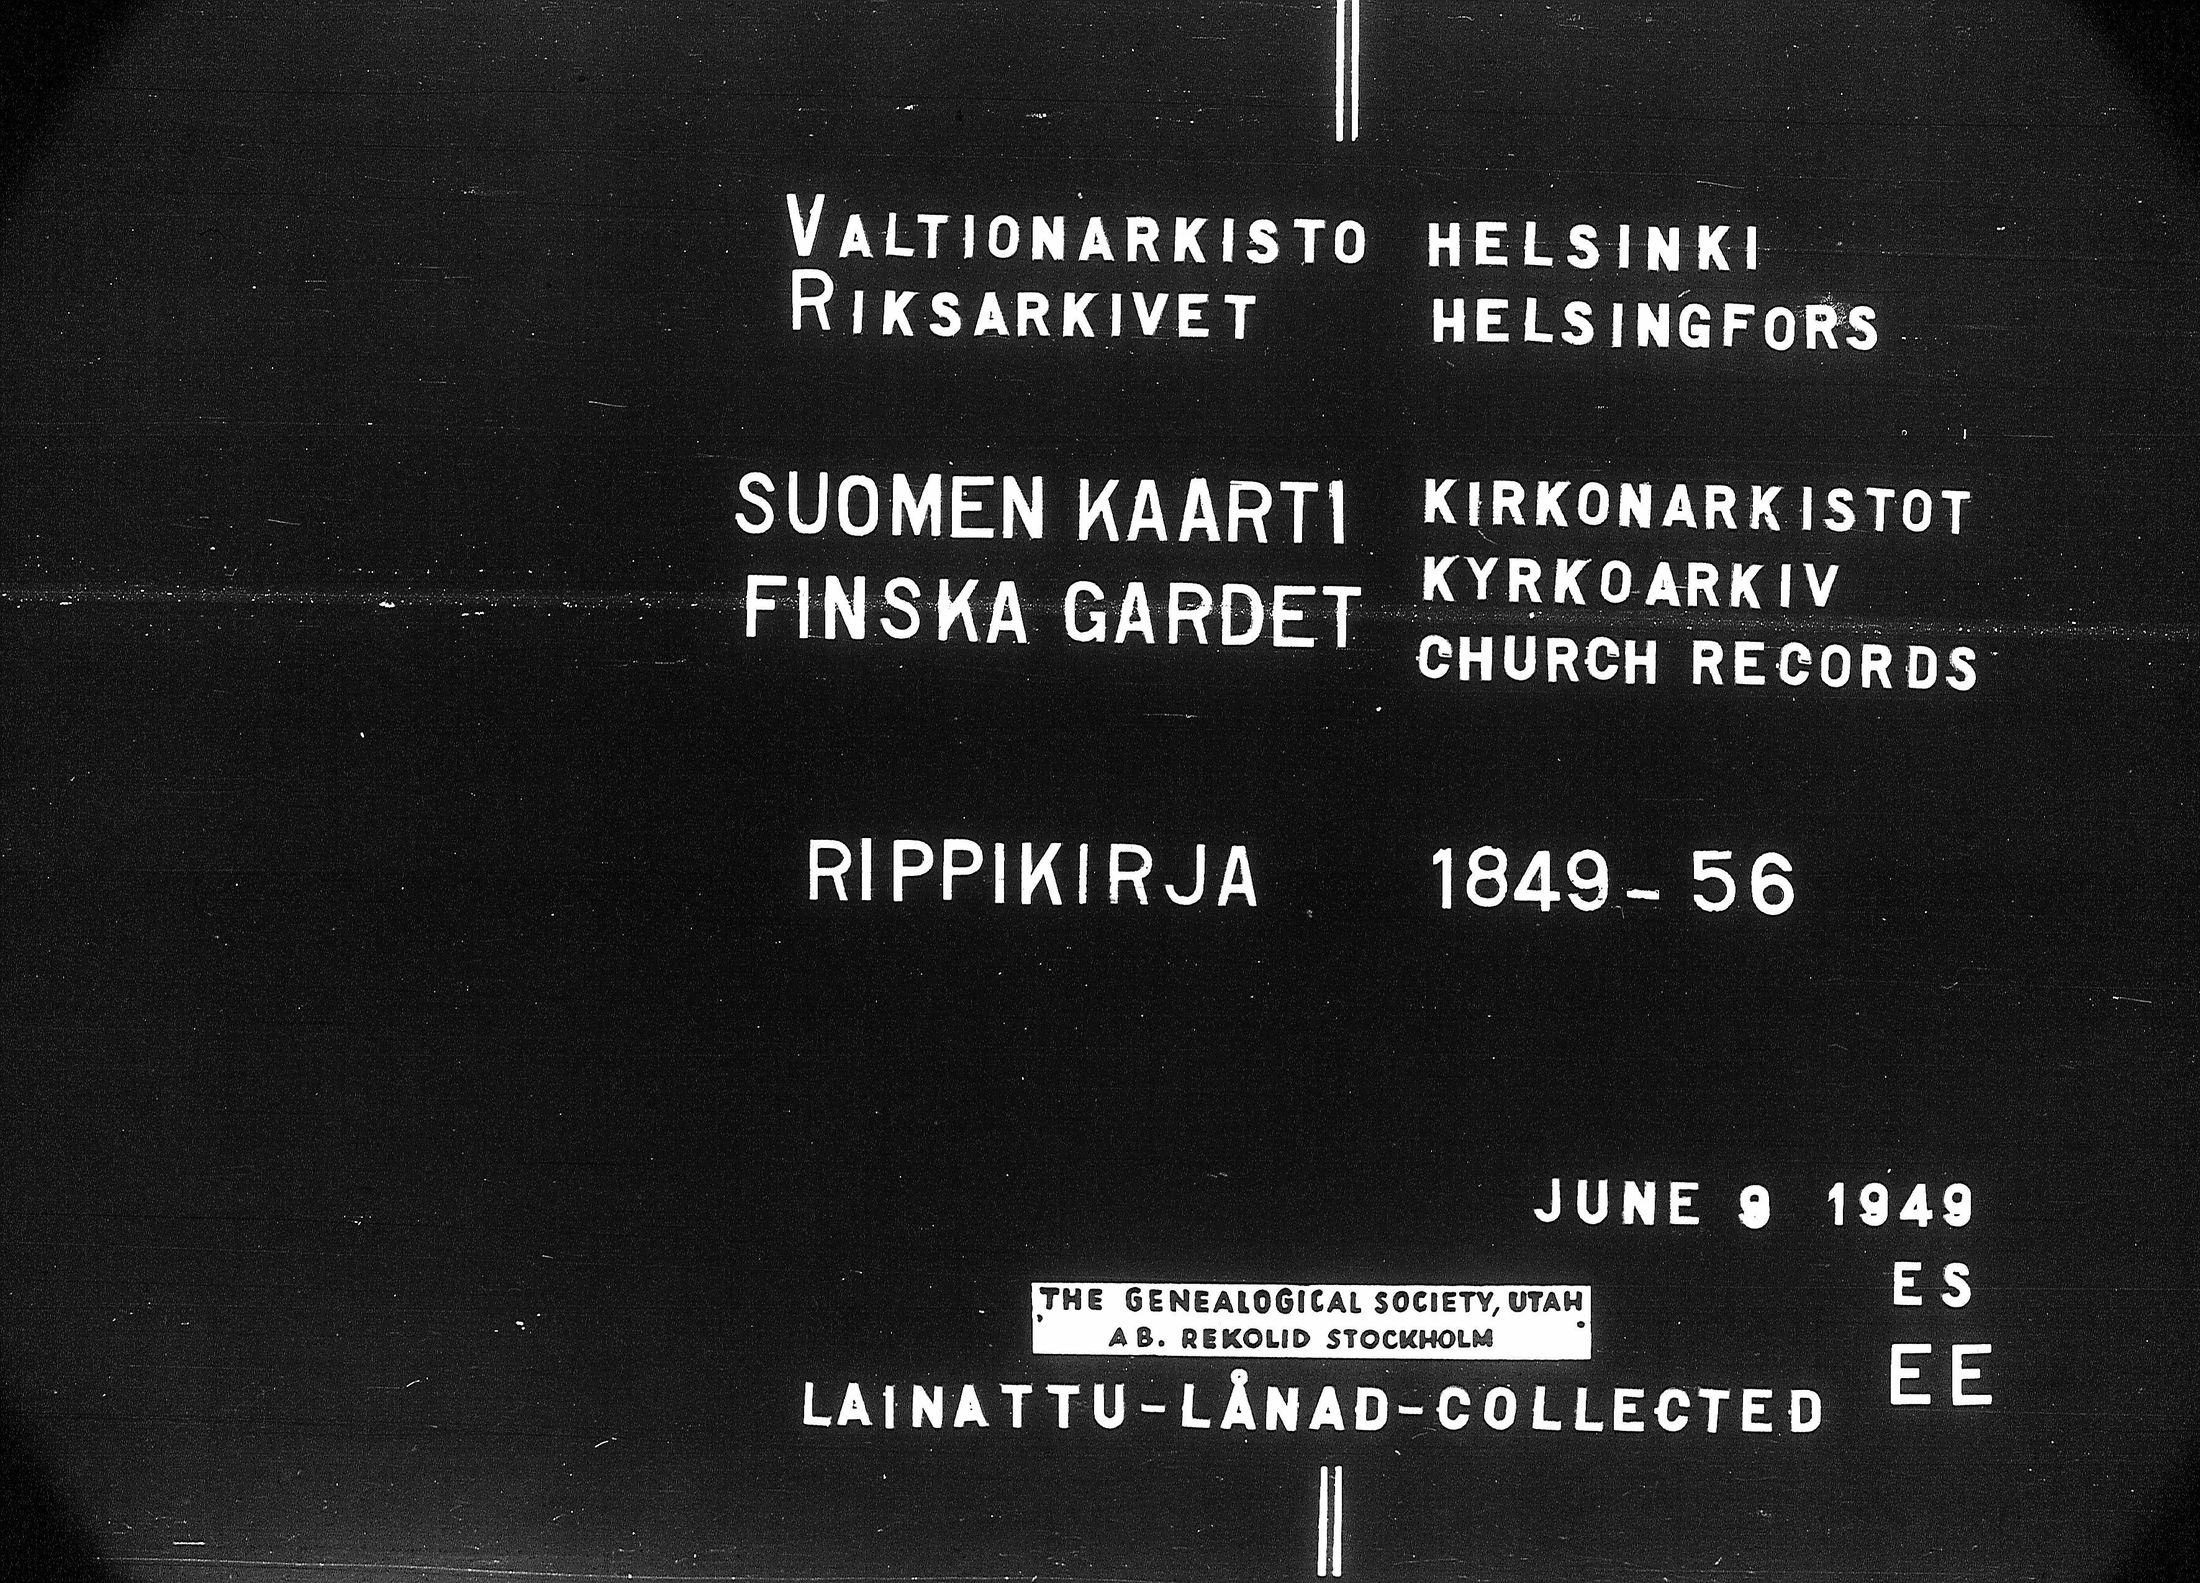 VALTIONARKISTO HELSINKI
RIKSARKIVET HELSINGFORS
SUOMEN KAARTI KIRKONARKISTOT
FINSKA GARDET KYRKOARKIV
CHURCH RECORDS
RIPPIKIRJA 1849-56
JUNE 9 1949
ES
THE GENEALOGICAL SOCIETY, UTAH
AB. REKOLID STOCKHOLM
EE
LAINATTU-LÅNAD-COLLECTED